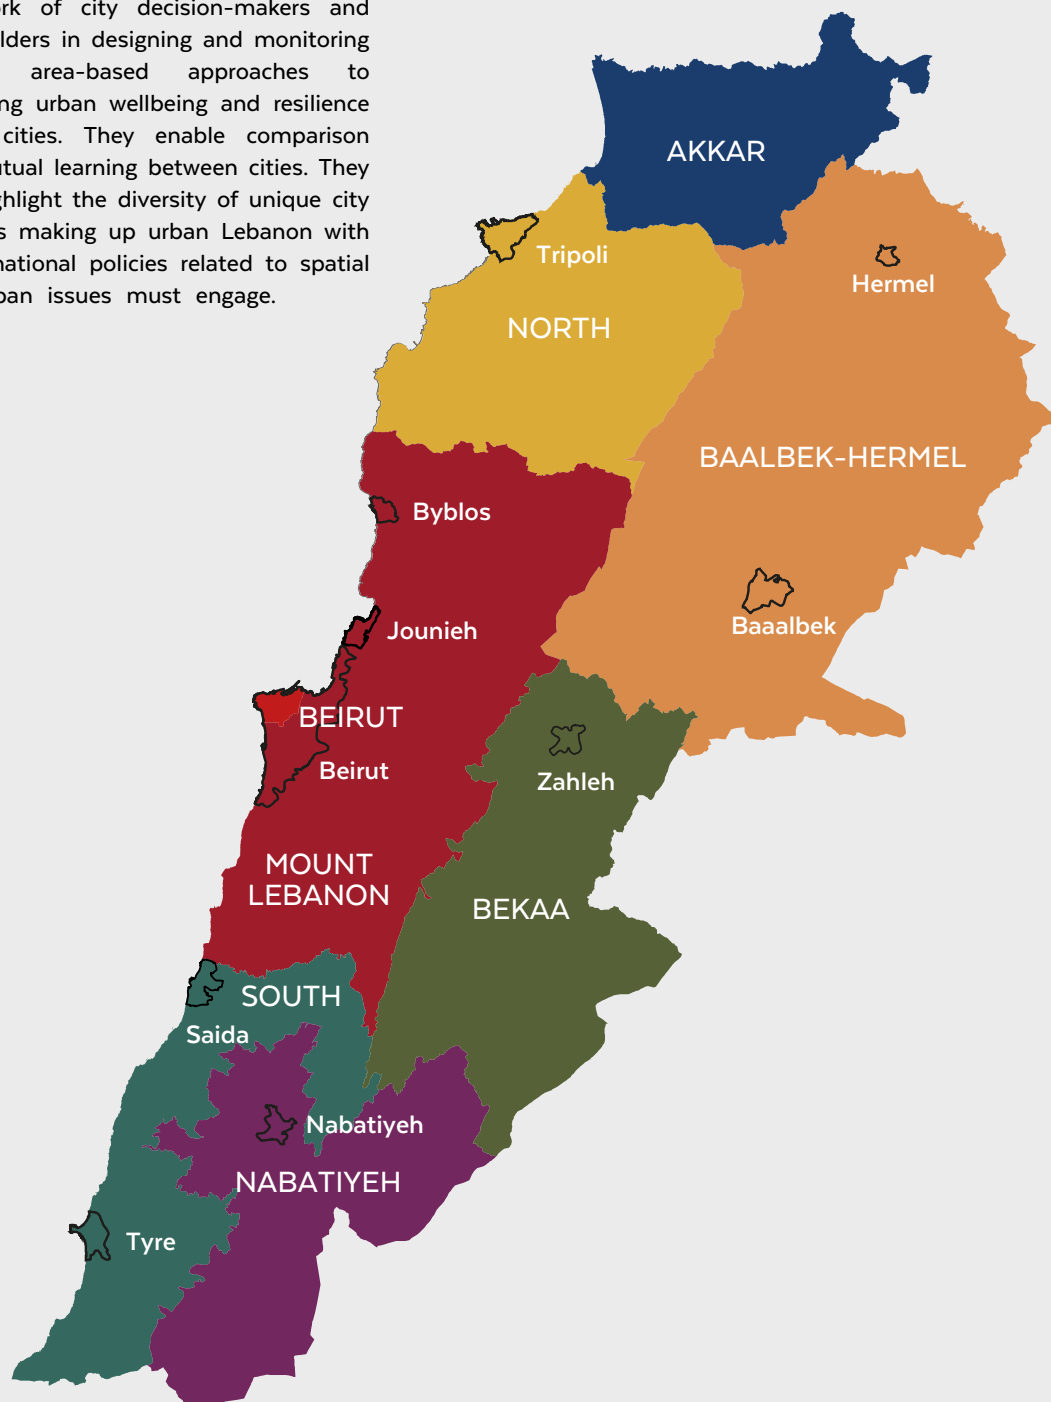 of city decision-makers and
in designing and monitoring
area-based approaches to
urban wellbeing and resilience
cities. They enable comparison
learning between cities. They
the diversity of unique city
making up urban Lebanon with
national policies related to spatial
issues must engage.
AKKAR
Tripoli
Hermel
NORTH
BAALBEK-HERMEL
Byblos
Baaalbek
Jounieh
BEIRUT
Beirut
Zahleh
MOUNT
LEBANON
BEKAA
SOUTH
Saida
Nabatiyeh
NABATIYEH
Tyre